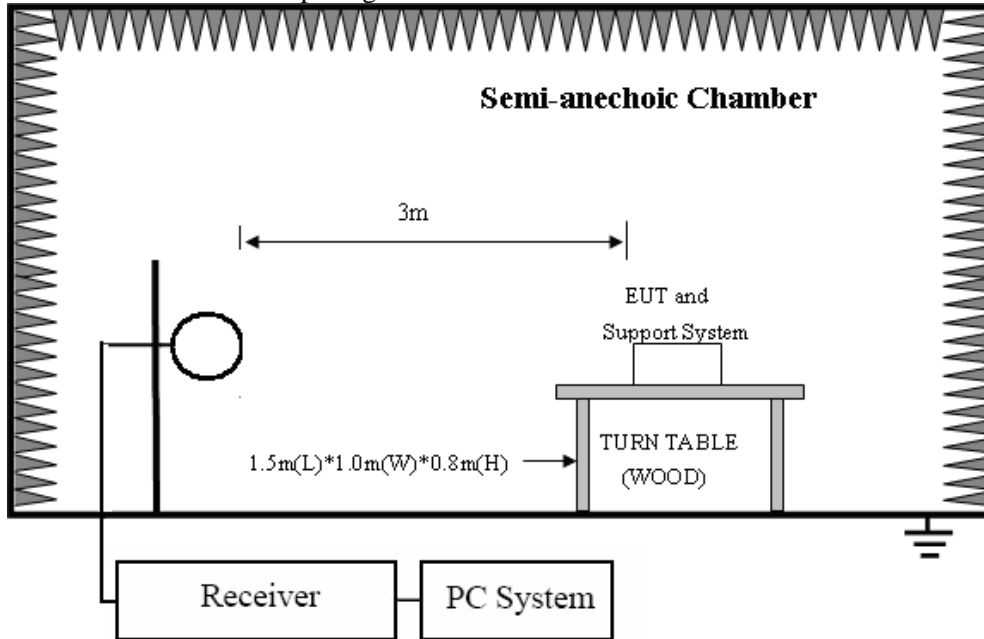 Semi-anechoic Chamber
3m
EUT and
Support System
1.5m(L)*1.0m(W)*0.8m(H)
TURN TABLE
(WOOD)
Receiver
PC System